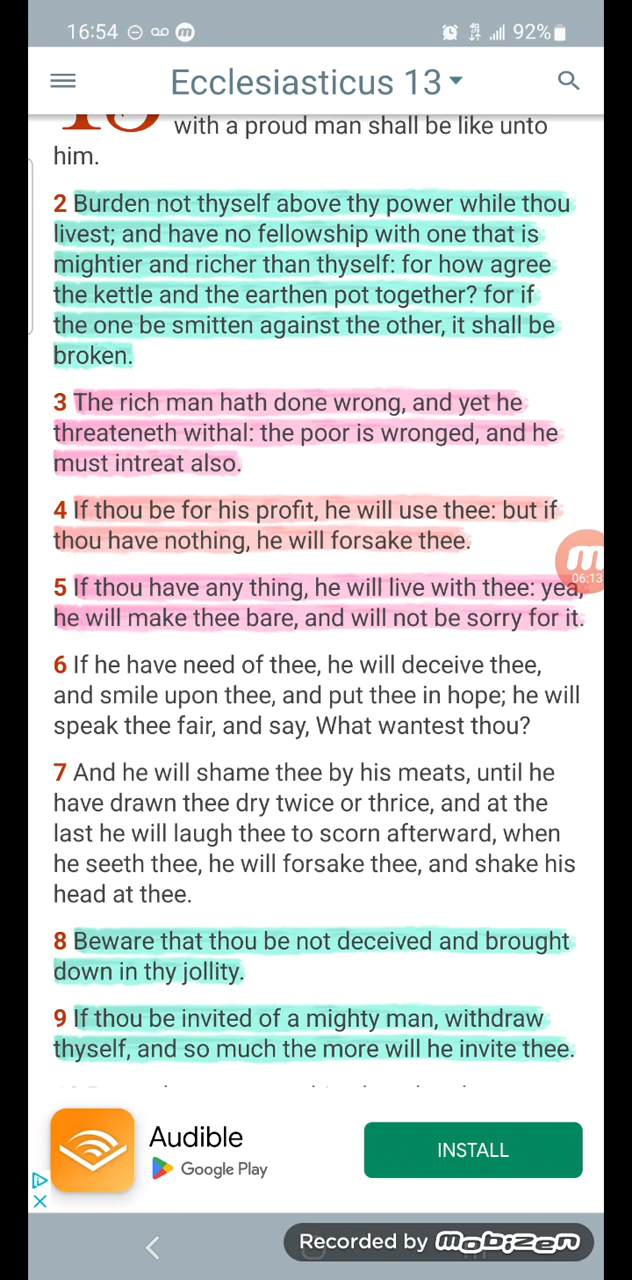 16:54
92%
Ecclesiasticus 13
with a proud man shall be like unto
him.
2 Burden not thyself above thy power while thou
livest; and have no fellowship with one that is
mightier and richer than thyself: for how agree
the kettle and the earthen pot together? for if
the one be smitten against the other, it shall be
broken.
3 The rich man hath done wrong, and yet he
threateneth withal: the poor is wronged, and he
must intreat also.
4 If thou be for his profit, he will use thee: but if
thou have nothing, he will forsake thee.
5 If thou have any thing, he will live with thee: yea,
he will make thee bare, and will not be sorry for it.
06:13
6 If he have need of thee, he will deceive thee,
and smile upon thee, and put thee in hope; he will
speak thee fair, and say, What wantest thou?
7 And he will shame thee by his meats, until he
have drawn thee dry twice or thrice, and at the
last he will laugh thee to scorn afterward, when
he seeth thee, he will forsake thee, and shake his
head at thee.
8 Beware that thou be not deceived and brought
down in thy jollity.
9 If thou be invited of a mighty man, withdraw
thyself, and so much the more will he invite thee.
Audible
Google Play
INSTALL
Recorded by mobizen